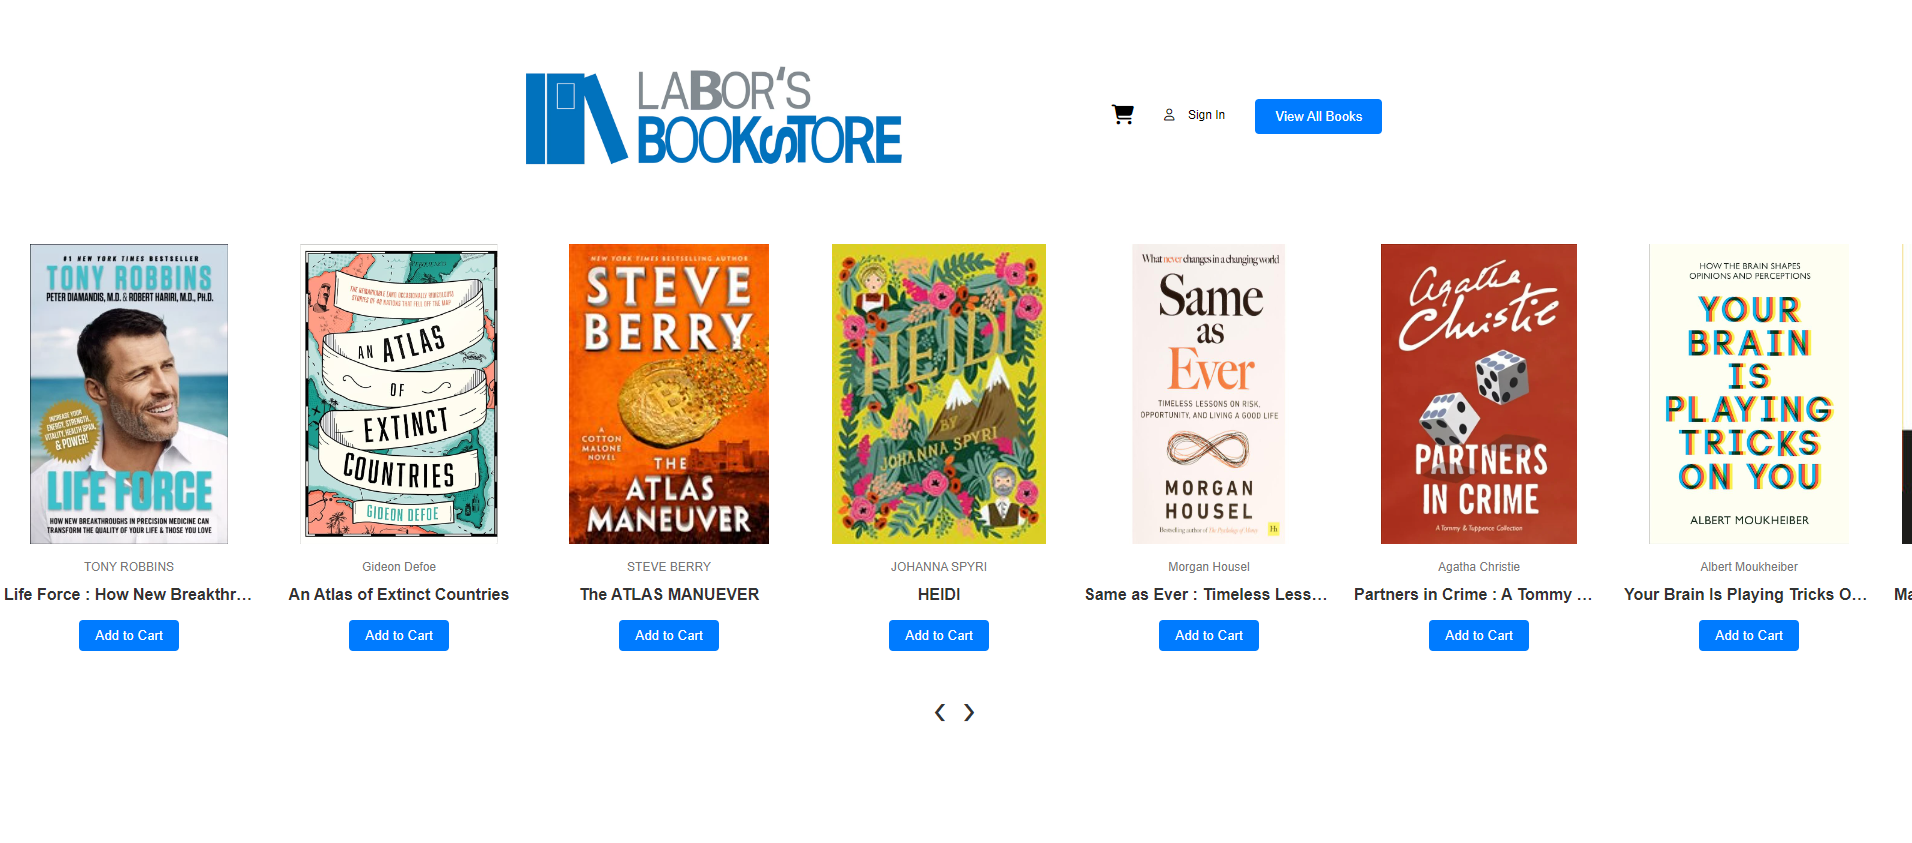 LABOR'S
BOOKSTORE
Sign In
View All Books
#1 NEW YORK TIMES BESTSELLER
TONY ROBBINS
PETER DIAMANDIS, M.D. & ROBERT HARIRI, M.D., PH.D.
INCREASE YOUR
ENERGY, STRENGTH,
VITALITY, HEALTH SPAN,
& POWER!
LIFE FORCE
HOW NEW BREAKTHROUGHS IN PRECISION MEDICINE CAN
TRANSFORM THE QUALITY OF YOUR LIFE & THOSE YOU LOVE
AN ATLAS
OF
EXTINCT
COUNTRIES
GIDEON DEFOE
NEW YORK TIMES BESTSELLING AUTHOR
STEVE
BERRY
A
COTTON
MALONE
NOVEL
THE
ATLAS
MANEUVER
HEIDI
BY
JOHANNA SPYRI
What never changes in a changing world
Same
as
Ever
TIMELESS LESSONS ON RISK,
OPPORTUNITY, AND LIVING A GOOD LIFE
MORGAN
HOUSEL
Bestselling author of The Psychology of Money
Hh
Agatha
Christie
PARTNERS
IN CRIME
A Tommy & Tuppence Collection
HOW THE BRAIN SHAPES
OPINIONS AND PERCEPTIONS
YOUR
BRAIN
IS
PLAYING
TRICKS
ON YOU
ALBERT MOUKHEIBER
TONY ROBBINS
Life Force : How New Breakthr...
Add to Cart
Gideon Defoe
An Atlas of Extinct Countries
Add to Cart
STEVE BERRY
The ATLAS MANUEVER
Add to Cart
JOHANNA SPYRI
HEIDI
Add to Cart
Morgan Housel
Same as Ever : Timeless Less...
Add to Cart
Agatha Christie
Partners in Crime : A Tommy ...
Add to Cart
Albert Moukheiber
Your Brain Is Playing Tricks O...
Add to Cart
Ma